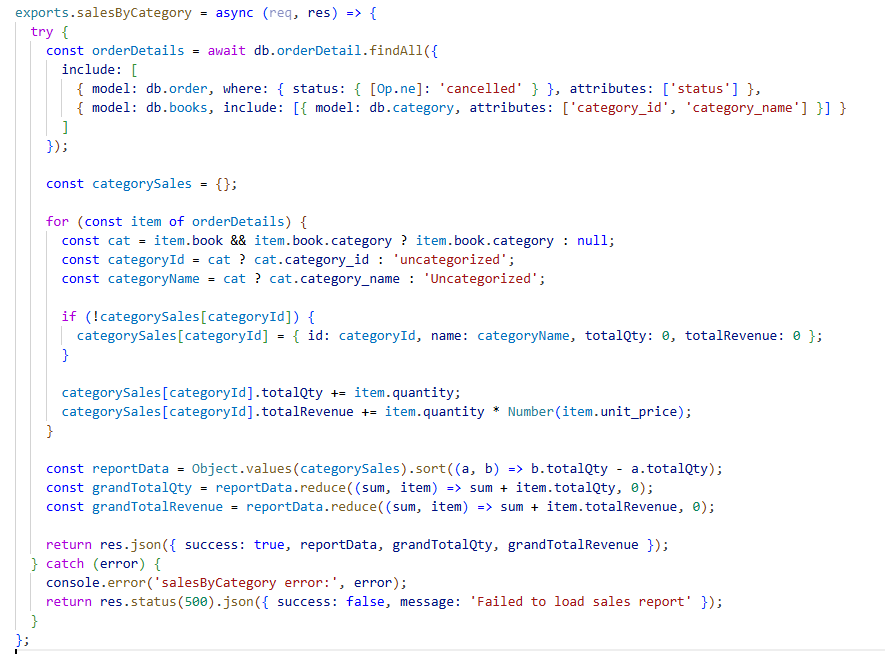 exports.salesByCategory = async (req, res) => {
  try {
    const orderDetails = await db.orderDetail.findAll({
      include: [
        { model: db.order, where: { status: { [Op.ne]: 'cancelled' } }, attributes: ['status'] },
        { model: db.books, include: [{ model: db.category, attributes: ['category_id', 'category_name'] }] }
      ]
    });

    const categorySales = {};

    for (const item of orderDetails) {
      const cat = item.book && item.book.category ? item.book.category : null;
      const categoryId = cat ? cat.category_id : 'uncategorized';
      const categoryName = cat ? cat.category_name : 'Uncategorized';

      if (!categorySales[categoryId]) {
        categorySales[categoryId] = { id: categoryId, name: categoryName, totalQty: 0, totalRevenue: 0 };
      }

      categorySales[categoryId].totalQty += item.quantity;
      categorySales[categoryId].totalRevenue += item.quantity * Number(item.unit_price);
    }

    const reportData = Object.values(categorySales).sort((a, b) => b.totalQty - a.totalQty);
    const grandTotalQty = reportData.reduce((sum, item) => sum + item.totalQty, 0);
    const grandTotalRevenue = reportData.reduce((sum, item) => sum + item.totalRevenue, 0);

    return res.json({ success: true, reportData, grandTotalQty, grandTotalRevenue });
  } catch (error) {
    console.error('salesByCategory error:', error);
    return res.status(500).json({ success: false, message: 'Failed to load sales report' });
  }
};